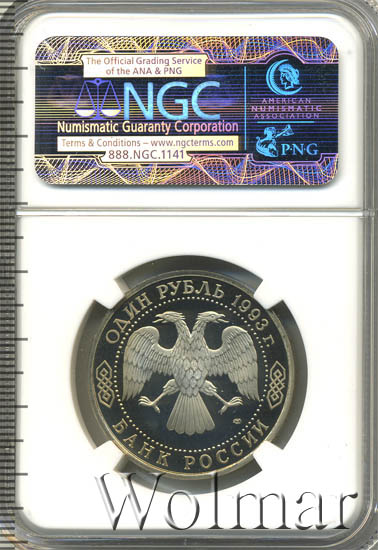 The Official Grading Service
of the ANA & PNG
NGC
Numismatic Guaranty Corporation
Terms & Conditions – www.ngcterms.com
888.NGC.1141
AMERICAN
NUMISMATIC
ASSOCIATION
PNG
ОДИН РУБЛЬ 1993 г.
БАНК РОССИИ
Wolmar